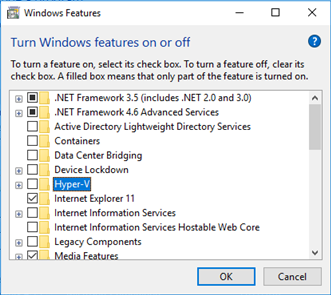 Windows Features
Turn Windows features on or off
To turn a feature on, select its check box. To turn a feature off, clear its
check box. A filled box means that only part of the feature is turned on.
.NET Framework 3.5 (includes .NET 2.0 and 3.0)
.NET Framework 4.6 Advanced Services
Active Directory Lightweight Directory Services
Containers
Data Center Bridging
Device Lockdown
Hyper-V
Internet Explorer 11
Internet Information Services
Internet Information Services Hostable Web Core
Legacy Components
Media Features
OK
Cancel